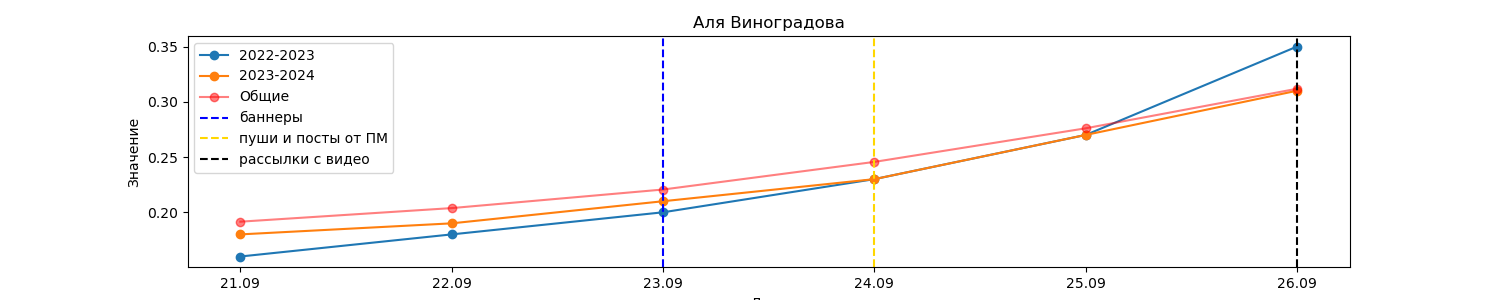 Аля Виноградова
2022-2023
2023-2024
Общие
баннеры
пуши и посты от ПМ
рассылки с видео
Значение
0.35
0.30
0.25
0.20
21.09 22.09 23.09 24.09 25.09 26.09